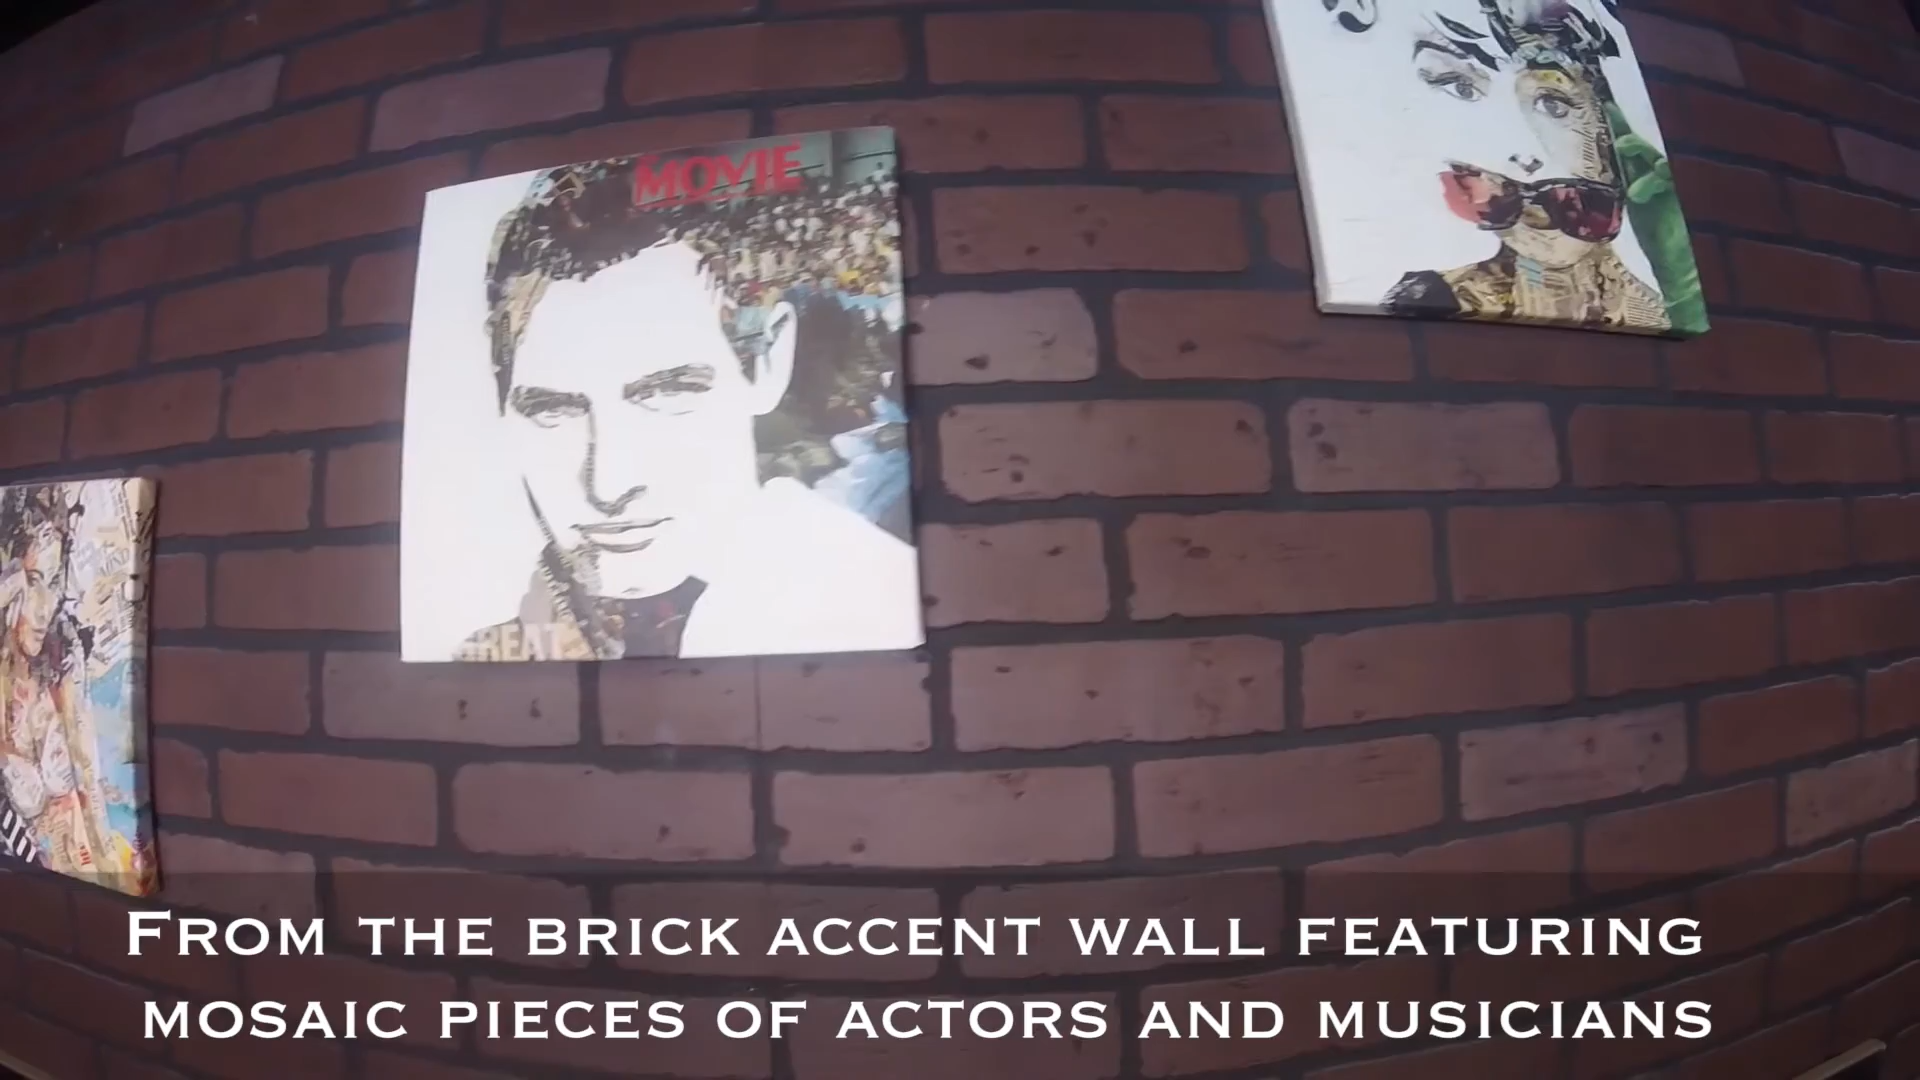 MOVIE
GREAT
FROM THE BRICK ACCENT WALL FEATURING
MOSAIC PIECES OF ACTORS AND MUSICIANS